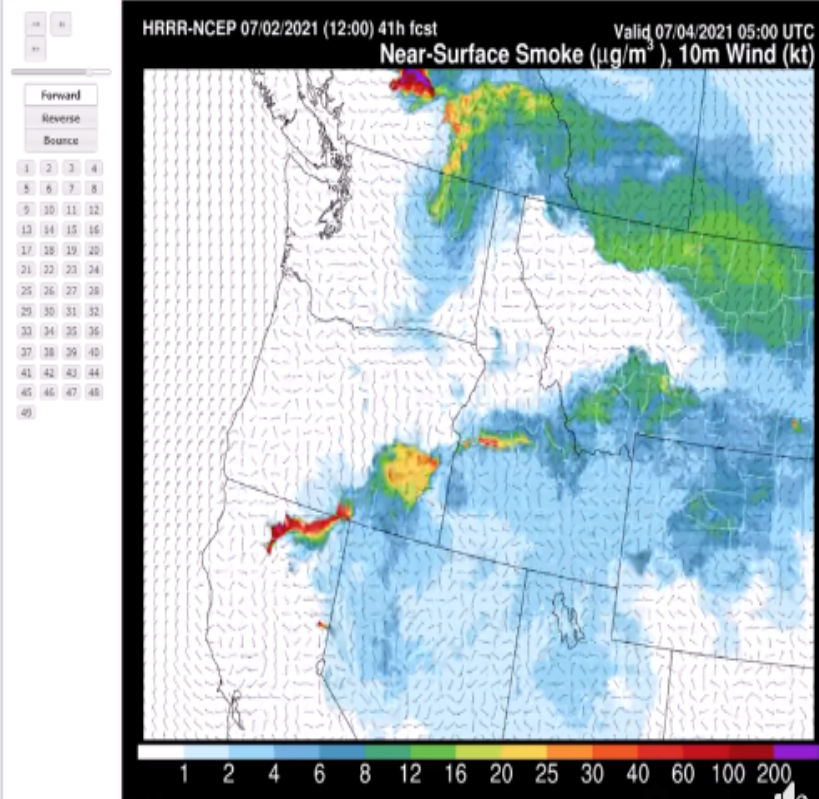 HRRR-NCEP 07/02/2021 (12:00) 41h fcst
Valid 07/04/2021 05:00 UTC
Near-Surface Smoke (μg/m³), 10m Wind (kt)
Forward
Reverse
Bounce
1 2 3 4
5 6 7 8
9 10 11 12
13 14 15 16
17 18 19 20
21 22 23 24
25 26 27 28
29 30 31 32
33 34 35 36
37 38 39 40
41 42 43 44
45 46 47 48
49
1 2 4 6 8 12 16 20 25 30 40 60 100 200